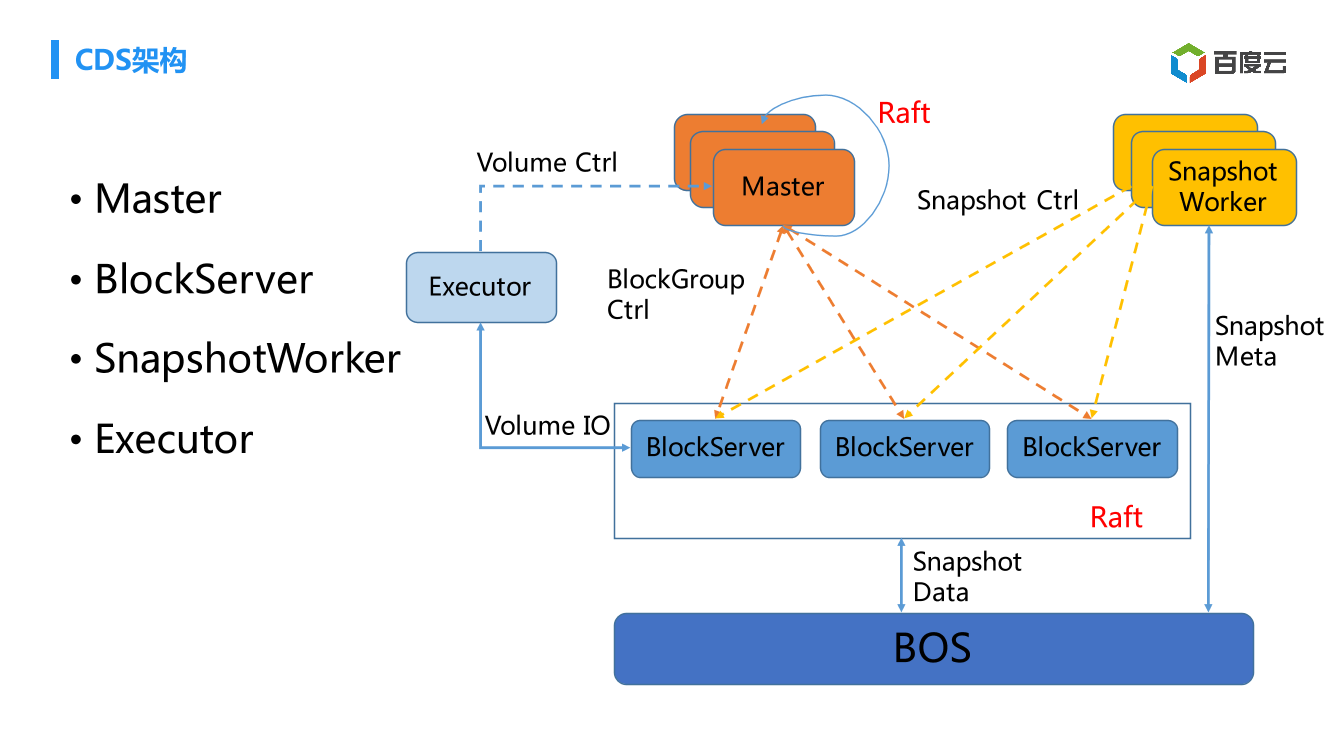 CDS架构
百度云
• Master
• BlockServer
• SnapshotWorker
• Executor
Raft
Volume Ctrl
Master
Snapshot
Worker
Snapshot Ctrl
Executor
BlockGroup
Ctrl
Snapshot
Meta
Volume IO
BlockServer
BlockServer
BlockServer
Raft
Snapshot
Data
BOS